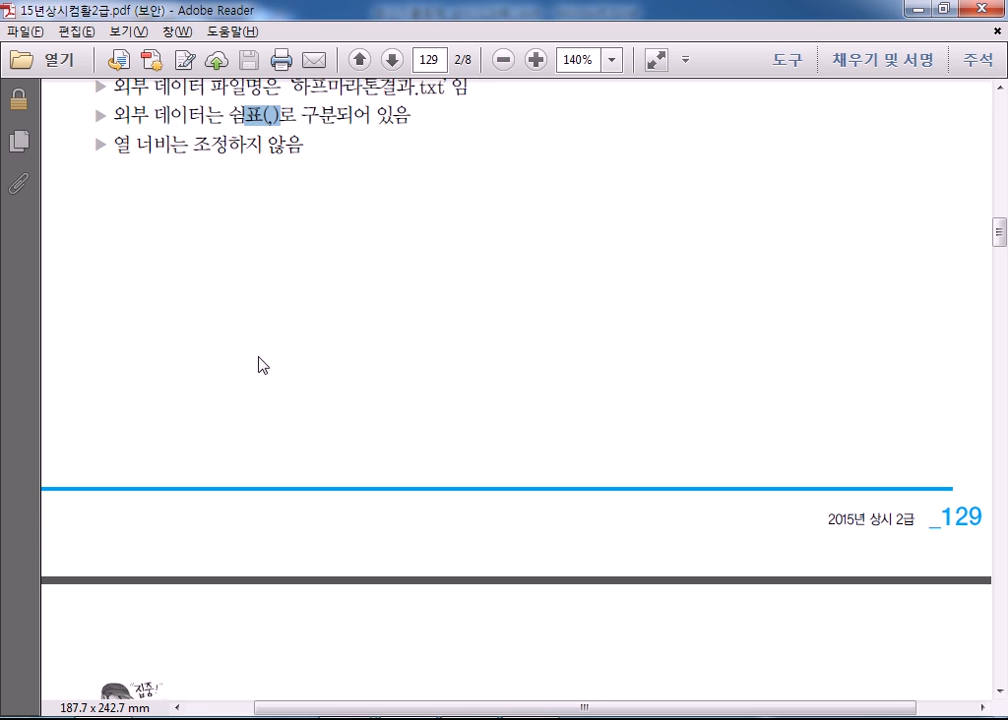 15년상시컴활2급.pdf (보안) - Adobe Reader
파일(F) 편집(E) 보기(V) 창(W) 도움말(H)
열기 129 2/8 140% 도구 채우기 및 서명 주석
▶ 외부 데이터 파일명은 '하프마라톤결과.txt'임
▶ 외부 데이터는 쉼표(,)로 구분되어 있음
▶ 열 너비는 조정하지 않음
2015년 상시 2급 _129
"집중!"
187.7 x 242.7 mm